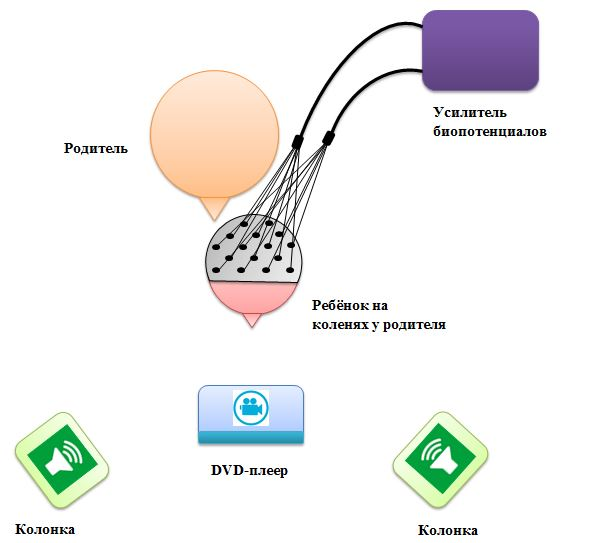 Усилитель
биопотенциалов
Родитель
Ребёнок на
коленях у родителя
DVD-плеер
Колонка
Колонка